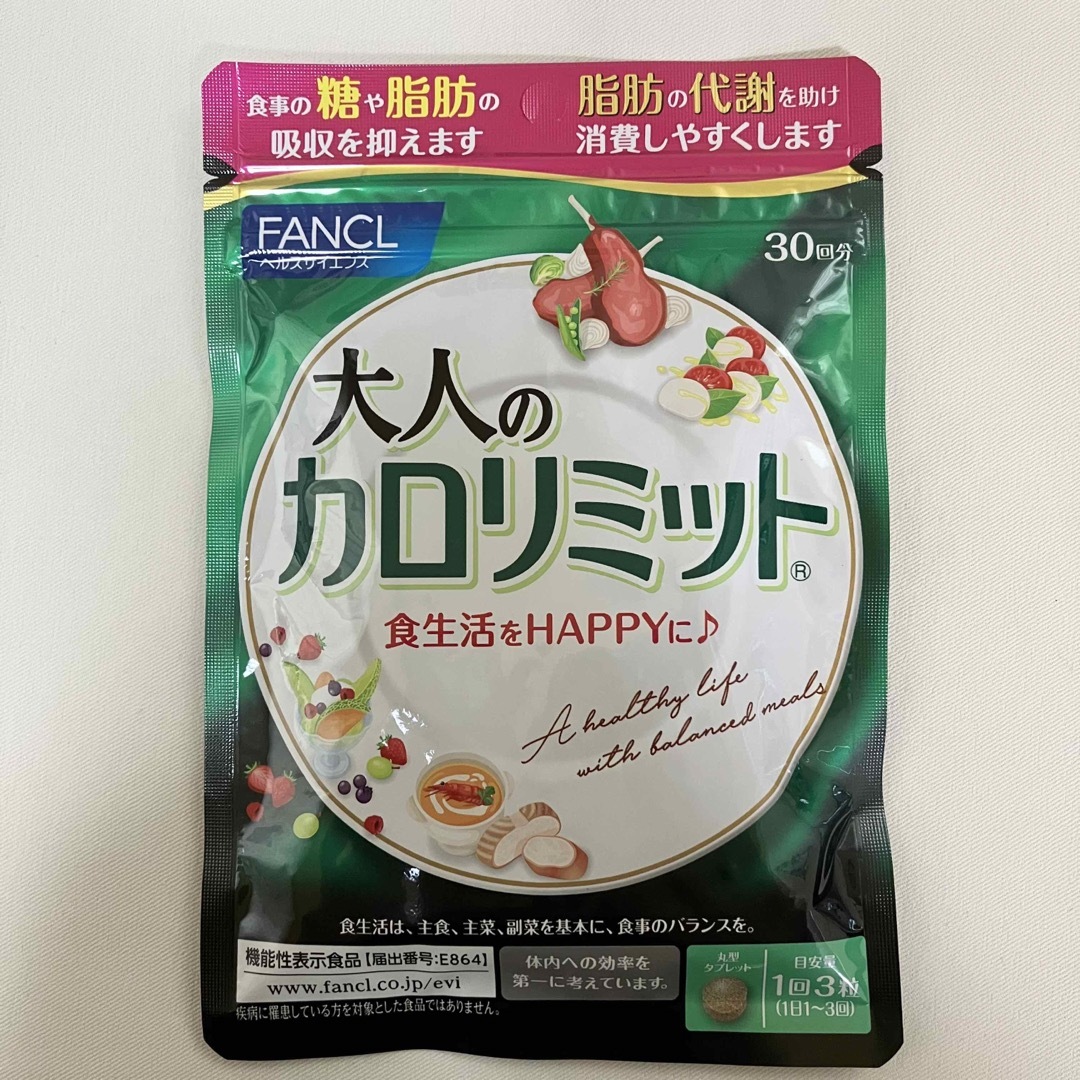 食事の糖や脂肪の
吸収を抑えます
脂肪の代謝を助け
消費しやすくします
FANCL
ヘルスサイエンス
30回分
大人の
カロリミット®
食生活をHAPPYに♪
A healthy life
with balanced meals
食生活は、主食、主菜、副菜を基本に、食事のバランスを。
機能性表示食品【届出番号:E864】
www.fancl.co.jp/evi
疾病に罹患している方を対象とした食品ではありません。
体内への効率を
第一に考えています。
丸型
タブレット
目安量
1回3粒
(1日1〜3回)